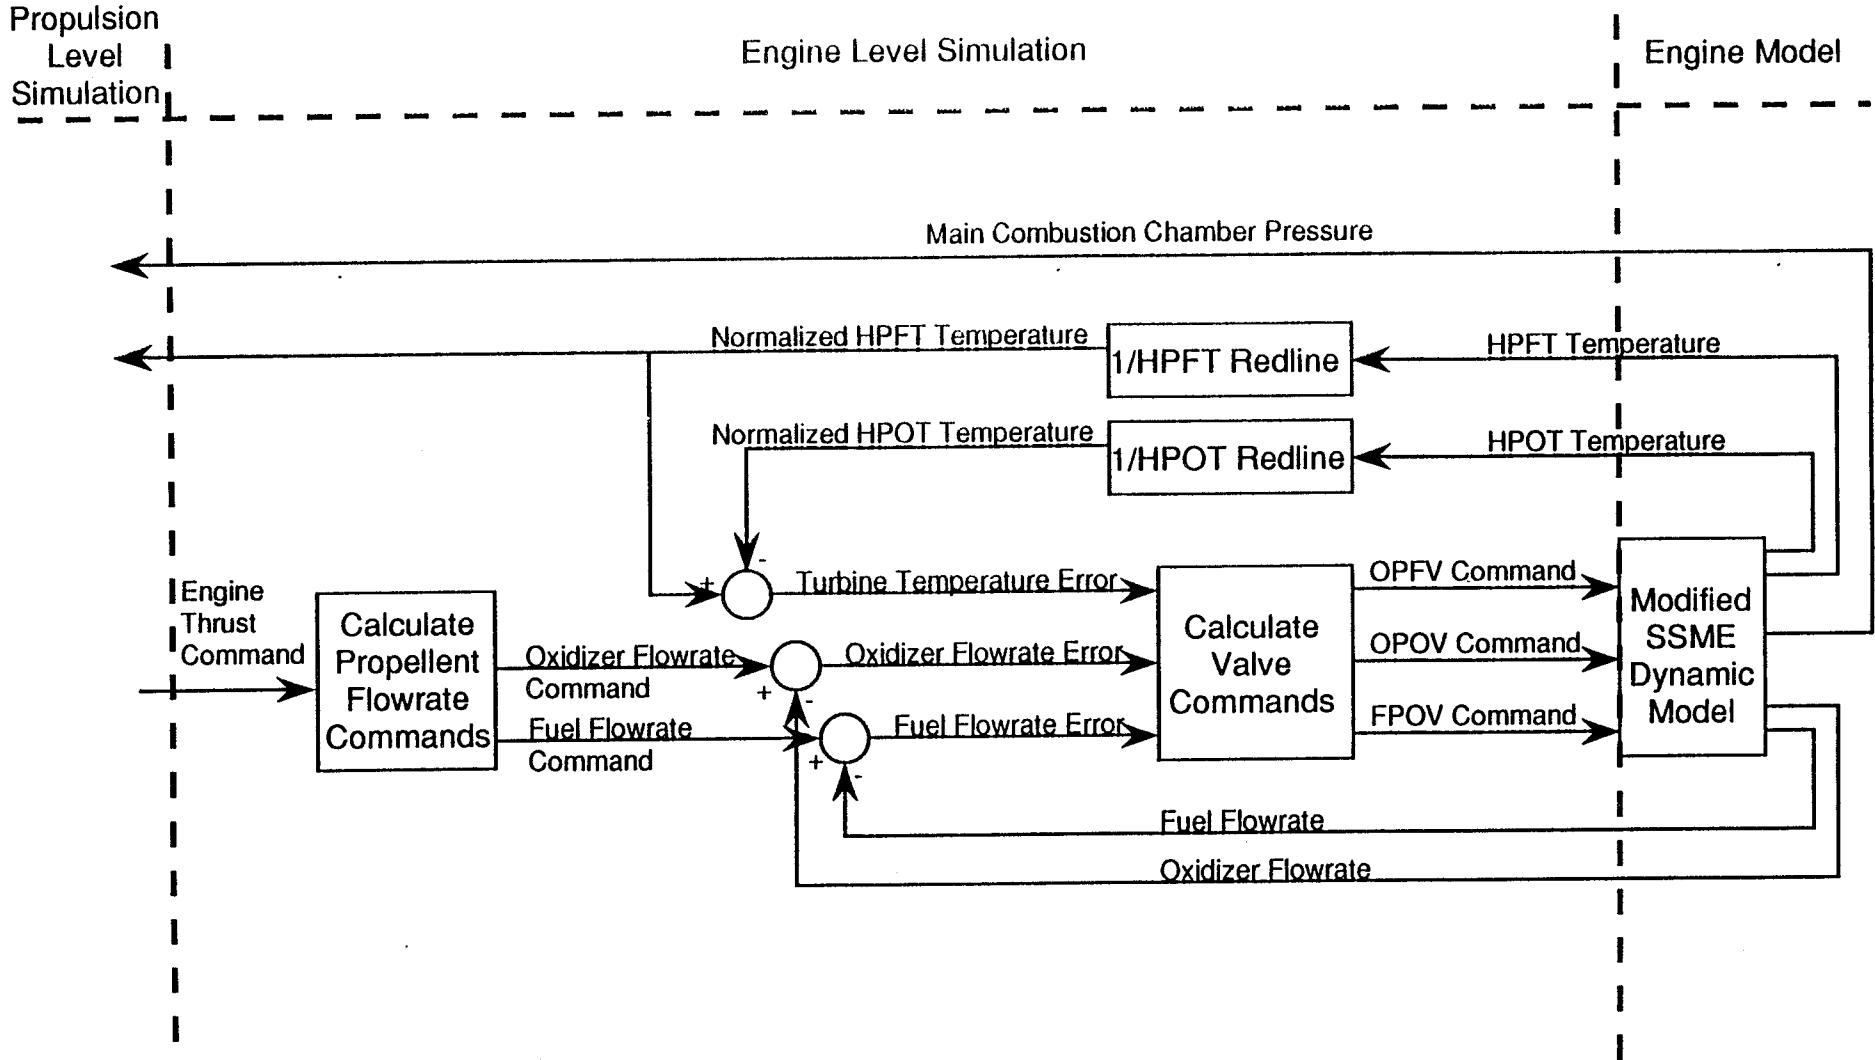 Propulsion
Level
Simulation
Engine Level Simulation
Engine Model
Main Combustion Chamber Pressure
Normalized HPFT Temperature
1/HPFT Redline
HPFT Temperature
Normalized HPOT Temperature
1/HPOT Redline
HPOT Temperature
-
+
Turbine Temperature Error
OPFV Command
Engine
Thrust
Command
Calculate
Propellent
Flowrate
Commands
Oxidizer Flowrate
Command
+
-
Oxidizer Flowrate Error
Calculate
Valve
Commands
OPOV Command
Modified
SSME
Dynamic
Model
Fuel Flowrate
Command
+
-
Fuel Flowrate Error
FPOV Command
Fuel Flowrate
Oxidizer Flowrate